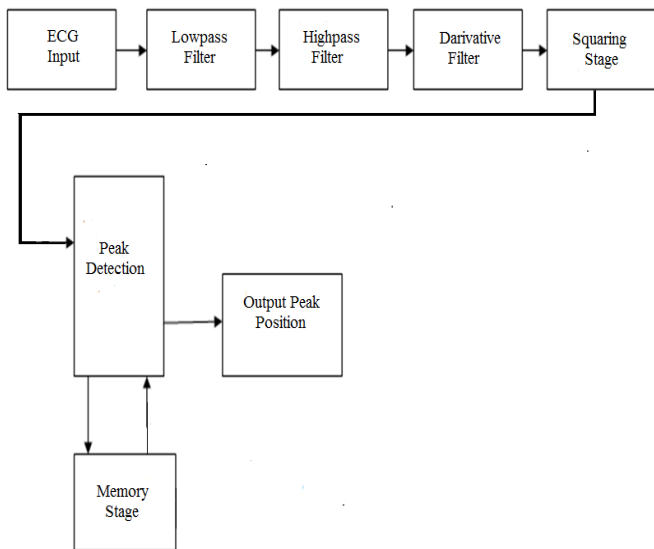 ECG
Input
Lowpass
Filter
Highpass
Filter
Darivative
Filter
Squaring
Stage
Peak
Detection
Output Peak
Position
Memory
Stage